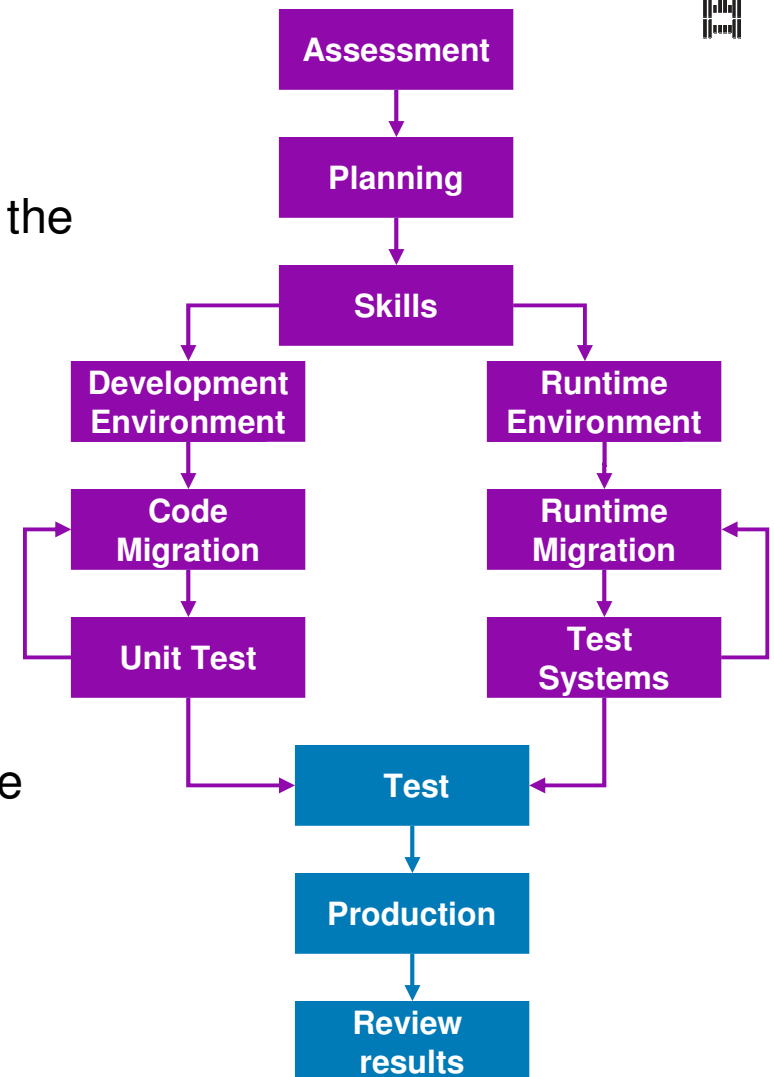 Assessment
Planning
the
Skills
Development
Environment
Runtime
Environment
Code
Migration
Runtime
Migration
Unit Test
Test
Systems
e
Test
Production
Review
results